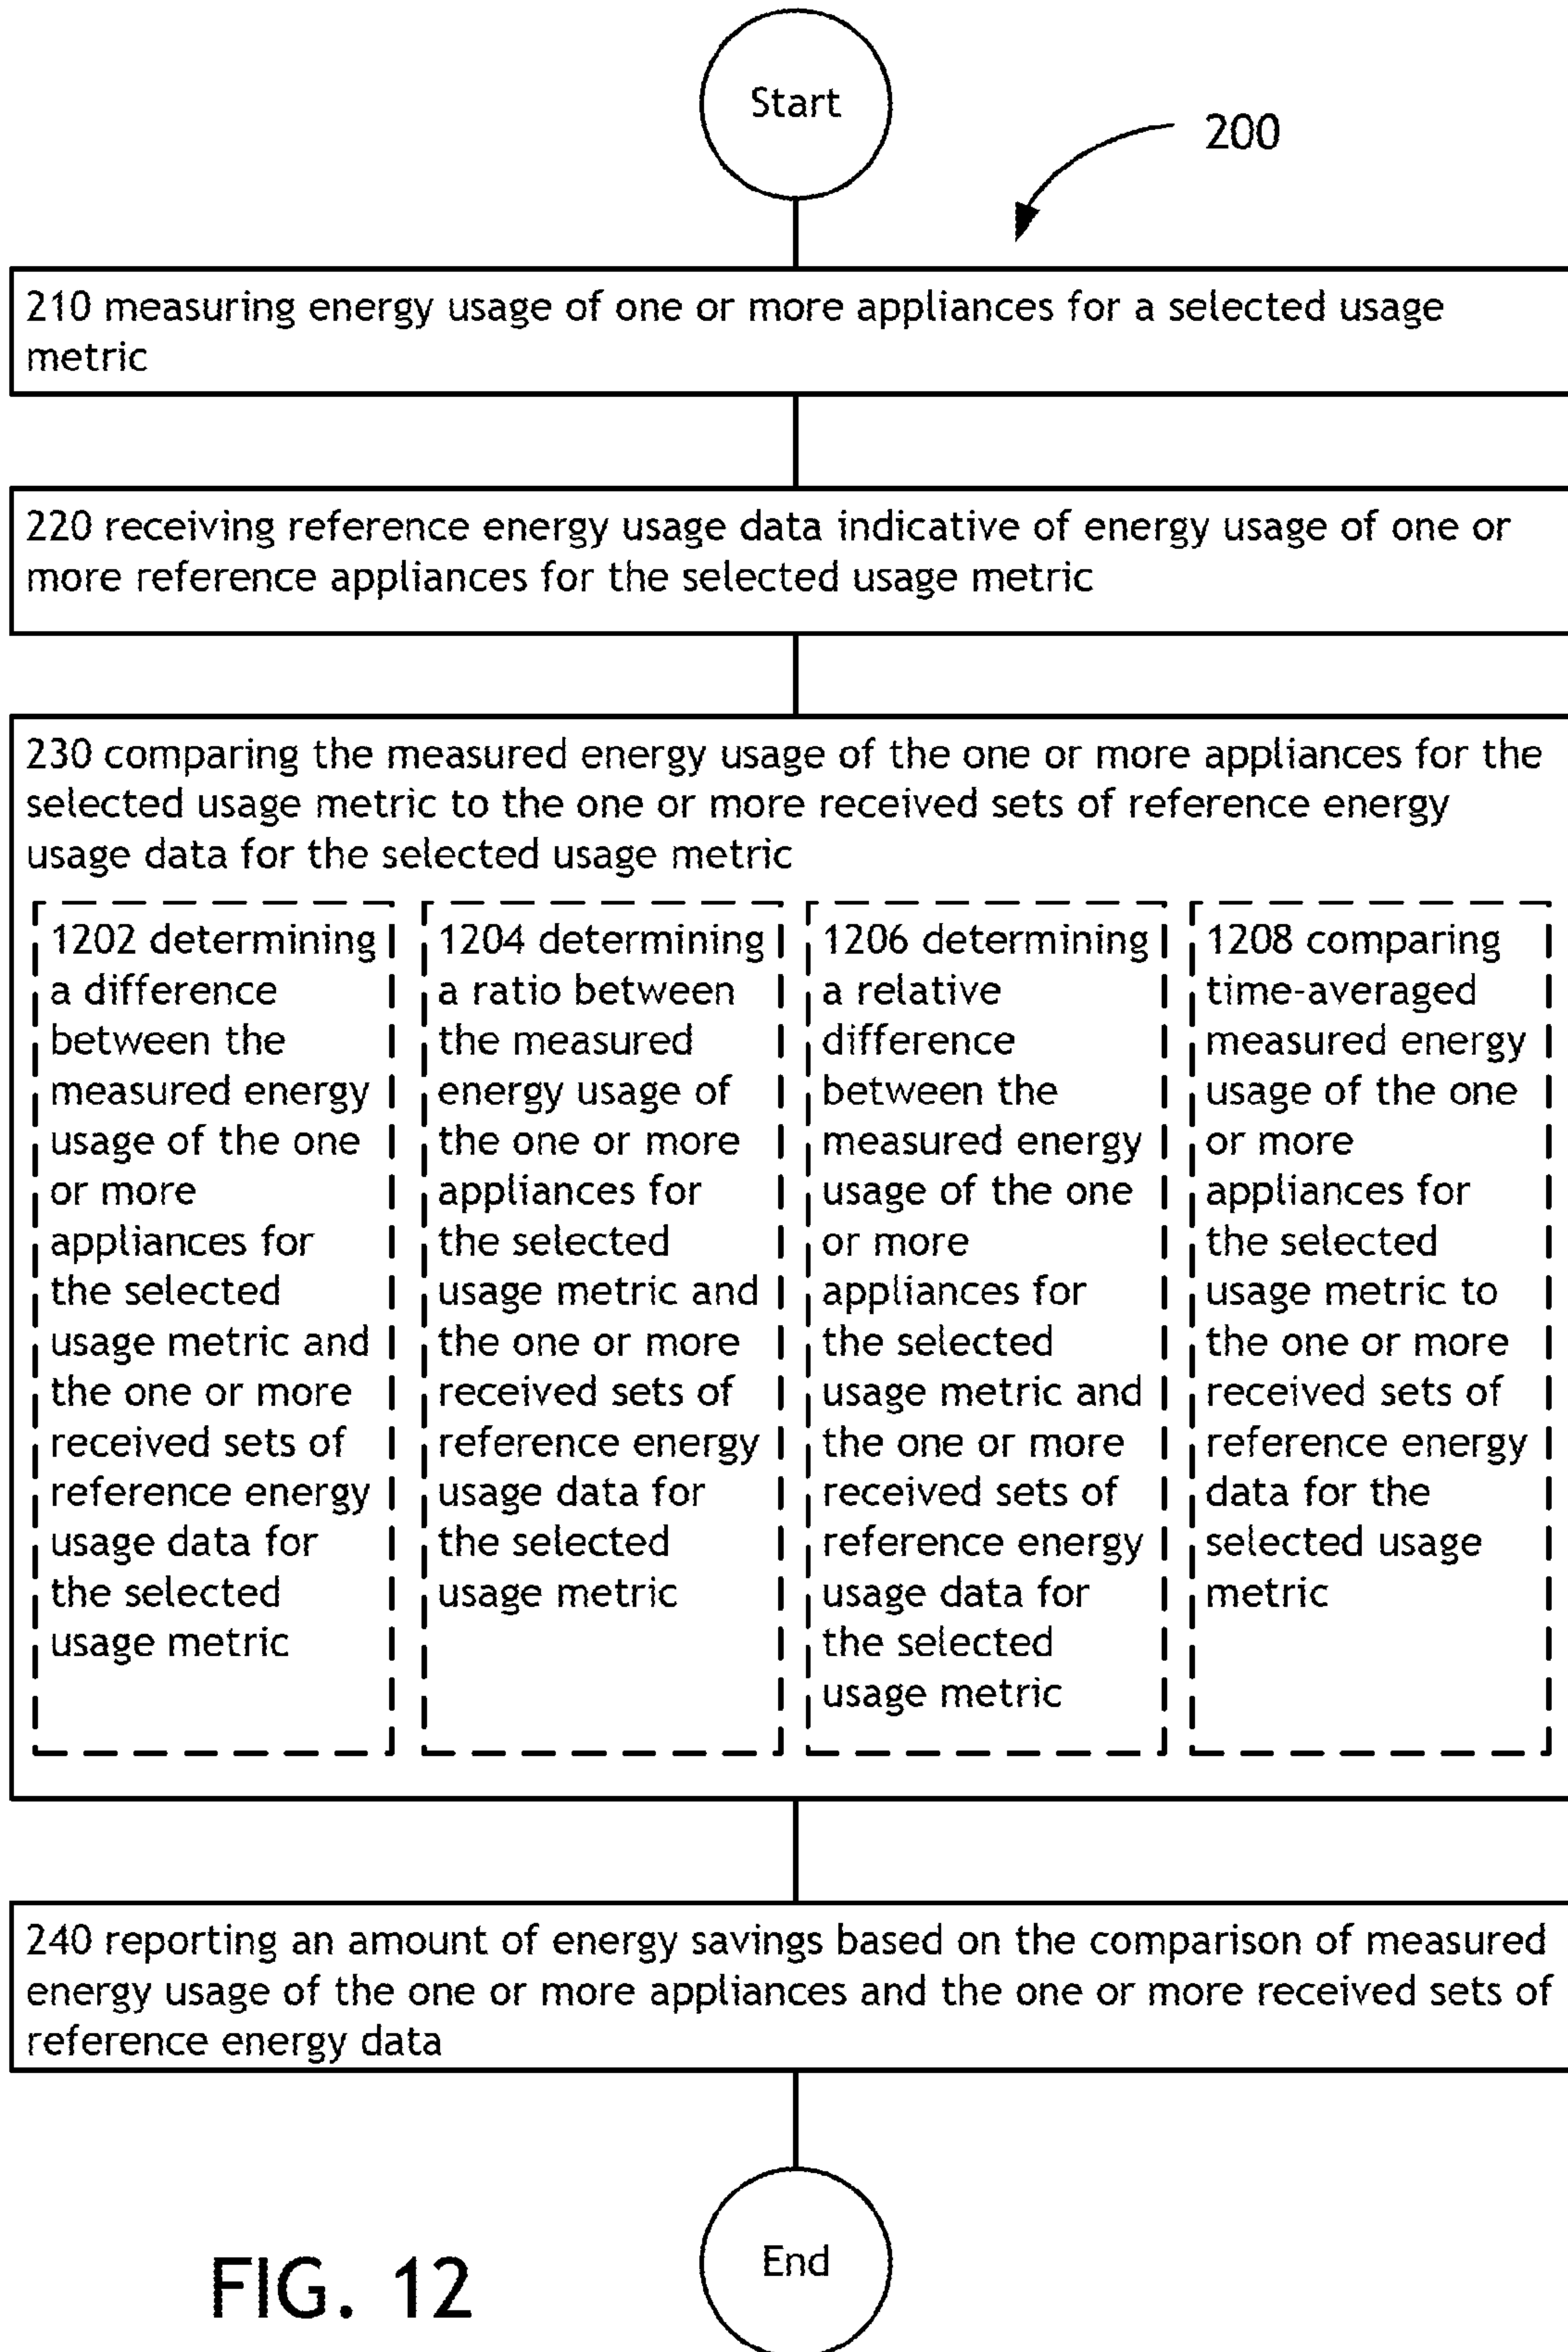 Start
200
210 measuring energy usage of one or more appliances for a selected usage
metric
220 receiving reference energy usage data indicative of energy usage of one or
more reference appliances for the selected usage metric
230 comparing the measured energy usage of the one or more appliances for the
selected usage metric to the one or more received sets of reference energy
usage data for the selected usage metric
1202 determining
a difference
between the
measured energy
usage of the one
or more
appliances for
the selected
usage metric and
the one or more
received sets of
reference energy
usage data for
the selected
usage metric
1204 determining
a ratio between
the measured
energy usage of
the one or more
appliances for
the selected
usage metric and
the one or more
received sets of
reference energy
usage data for
the selected
usage metric
1206 determining
a relative
difference
between the
measured energy
usage of the one
or more
appliances for
the selected
usage metric and
the one or more
received sets of
reference energy
usage data for
the selected
usage metric
1208 comparing
time-averaged
measured energy
usage of the one
or more
appliances for
the selected
usage metric to
the one or more
received sets of
reference energy
data for the
selected usage
metric
240 reporting an amount of energy savings based on the comparison of measured
energy usage of the one or more appliances and the one or more received sets of
reference energy data
End
FIG. 12